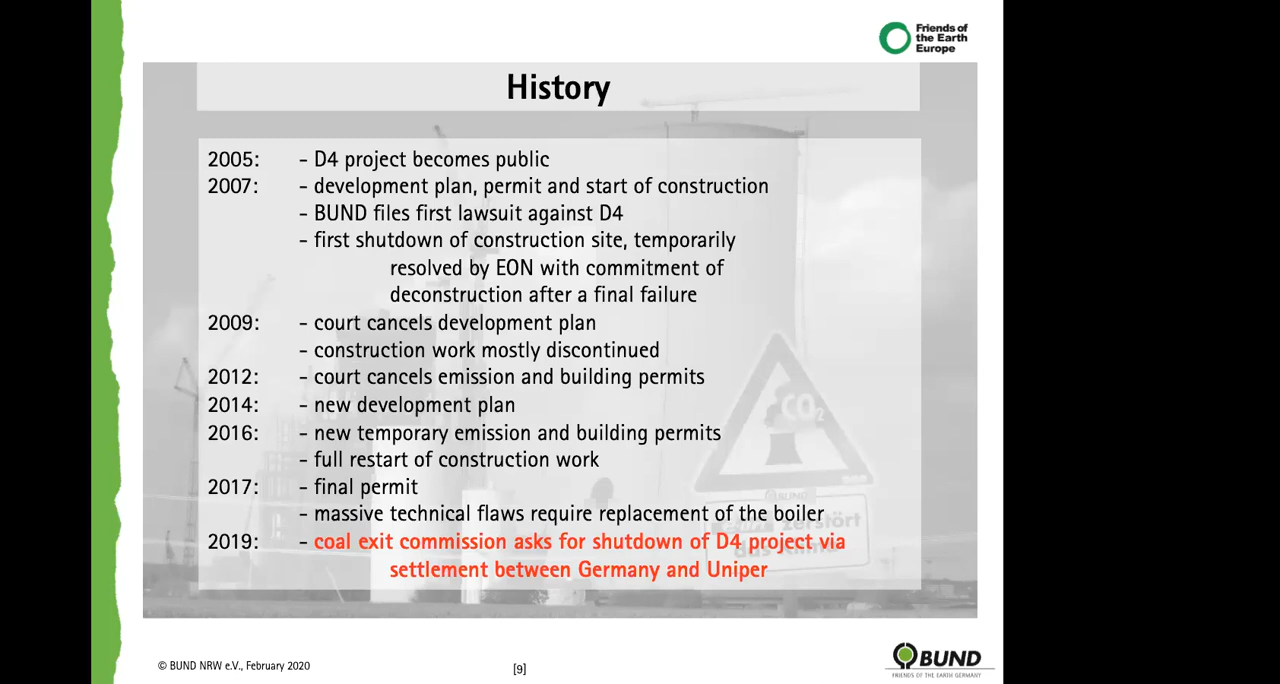 Friends of
the Earth
Europe
History
2005: - D4 project becomes public
2007: - development plan, permit and start of construction
- BUND files first lawsuit against D4
- first shutdown of construction site, temporarily
resolved by EON with commitment of
deconstruction after a final failure
2009: - court cancels development plan
- construction work mostly discontinued
2012: - court cancels emission and building permits
2014: - new development plan
2016: - new temporary emission and building permits
- full restart of construction work
2017: - final permit
- massive technical flaws require replacement of the boiler
2019: - coal exit commission asks for shutdown of D4 project via
settlement between Germany and Uniper
CO2
BUND
zerstört
das Klima
© BUND NRW e.V., February 2020
[9]
BUND
FRIENDS OF THE EARTH GERMANY